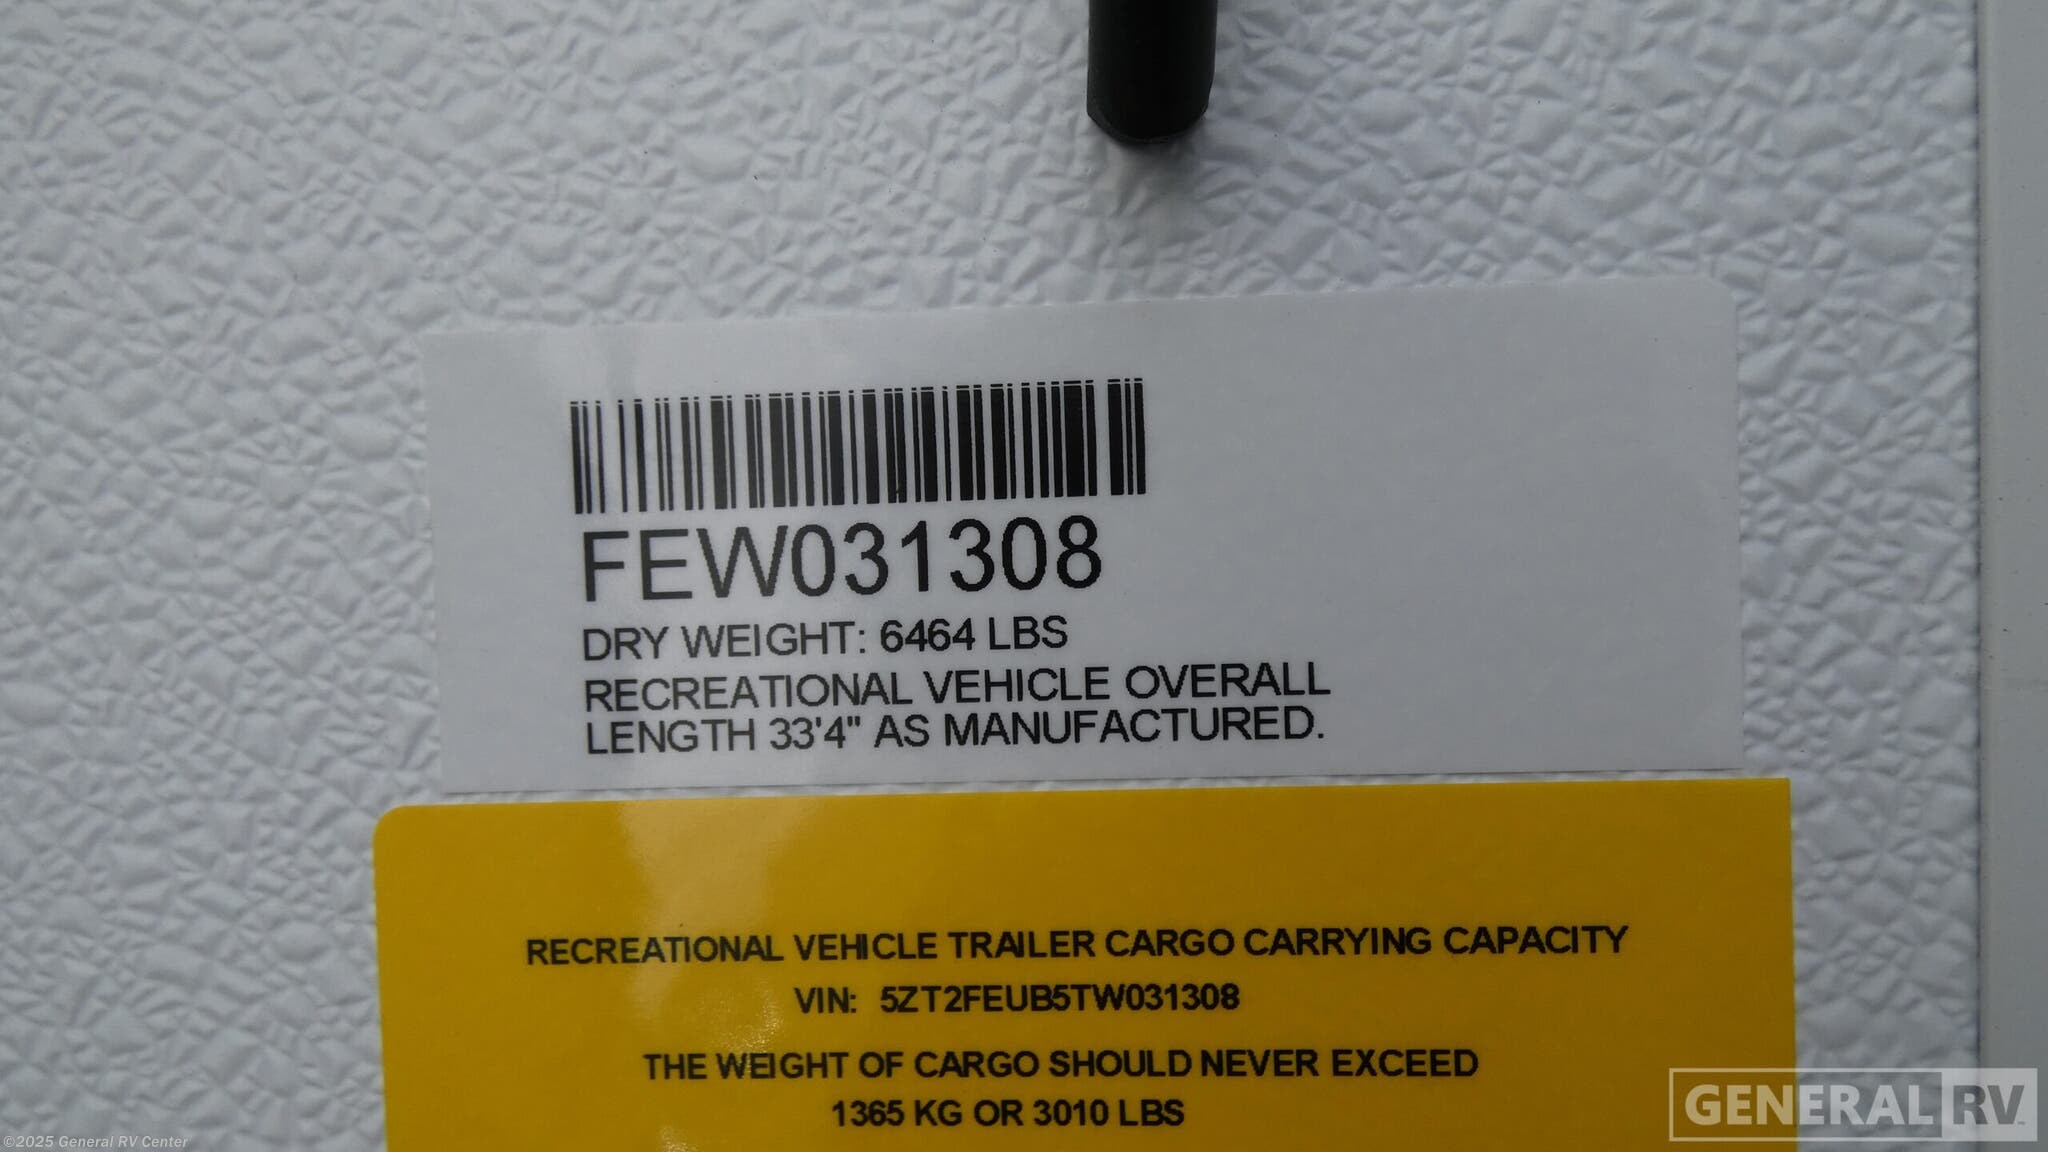 FEW031308
DRY WEIGHT: 6464 LBS
RECREATIONAL VEHICLE OVERALL
LENGTH 33'4" AS MANUFACTURED.
RECREATIONAL VEHICLE TRAILER CARGO CARRYING CAPACITY
VIN: 5ZT2FEUB5TW031308
THE WEIGHT OF CARGO SHOULD NEVER EXCEED
1365 KG OR 3010 LBS
GENERAL RV
©2025 General RV Center